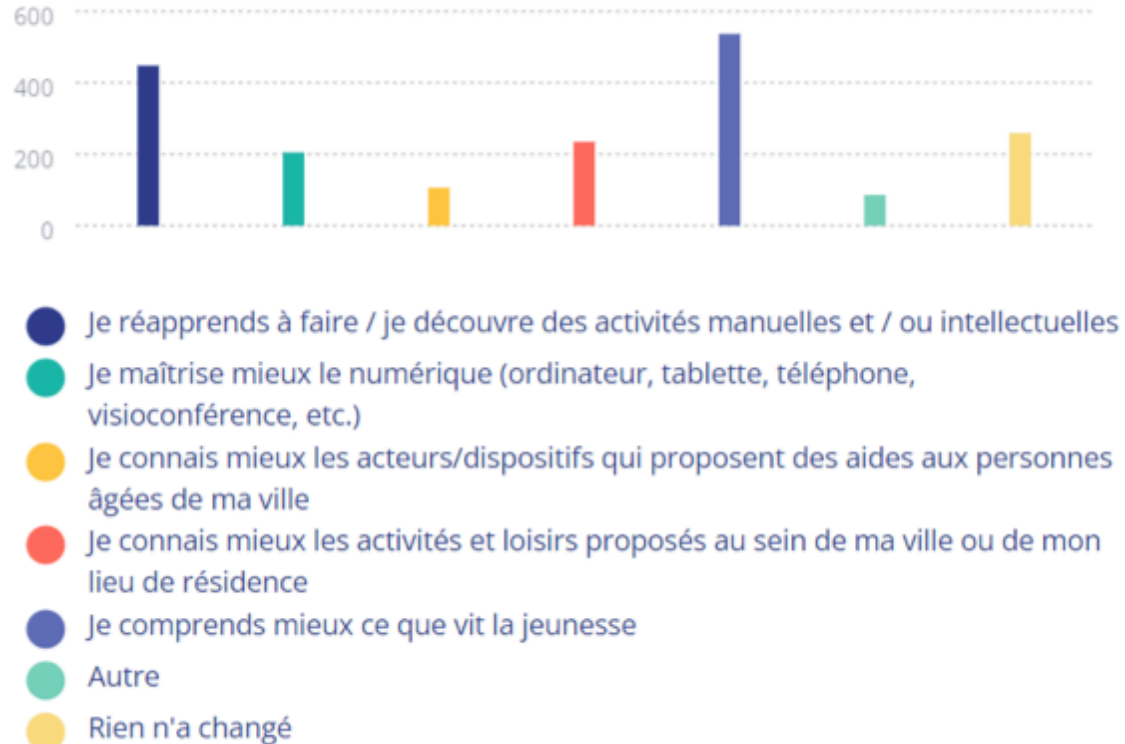 600
400
200
0
Je réapprends à faire / je découvre des activités manuelles et / ou intellectuelles
Je maîtrise mieux le numérique (ordinateur, tablette, téléphone,
visioconférence, etc.)
Je connais mieux les acteurs/dispositifs qui proposent des aides aux personnes
âgées de ma ville
Je connais mieux les activités et loisirs proposés au sein de ma ville ou de mon
lieu de résidence
Je comprends mieux ce que vit la jeunesse
Autre
Rien n'a changé